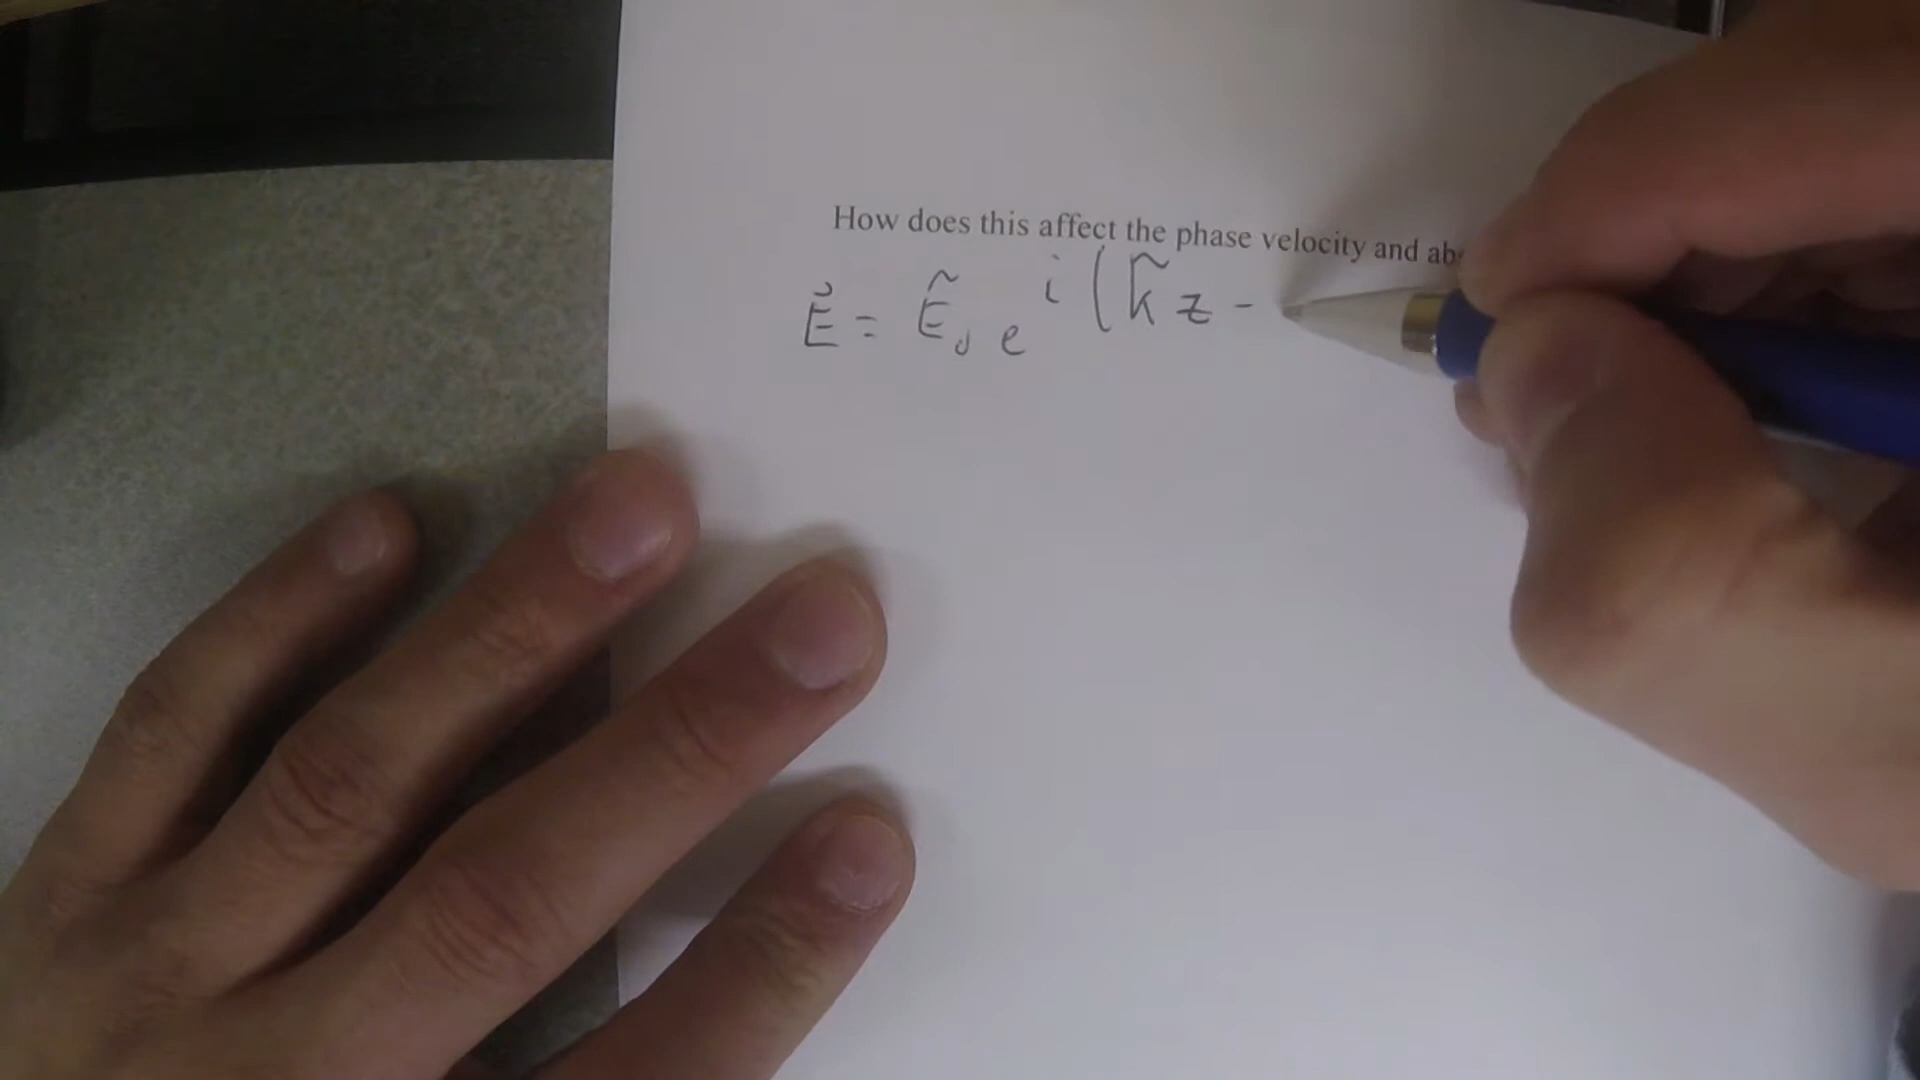 How does this affect the phase velocity and ab
E⃗ = Ẽ₀ e^{i(k̃z -